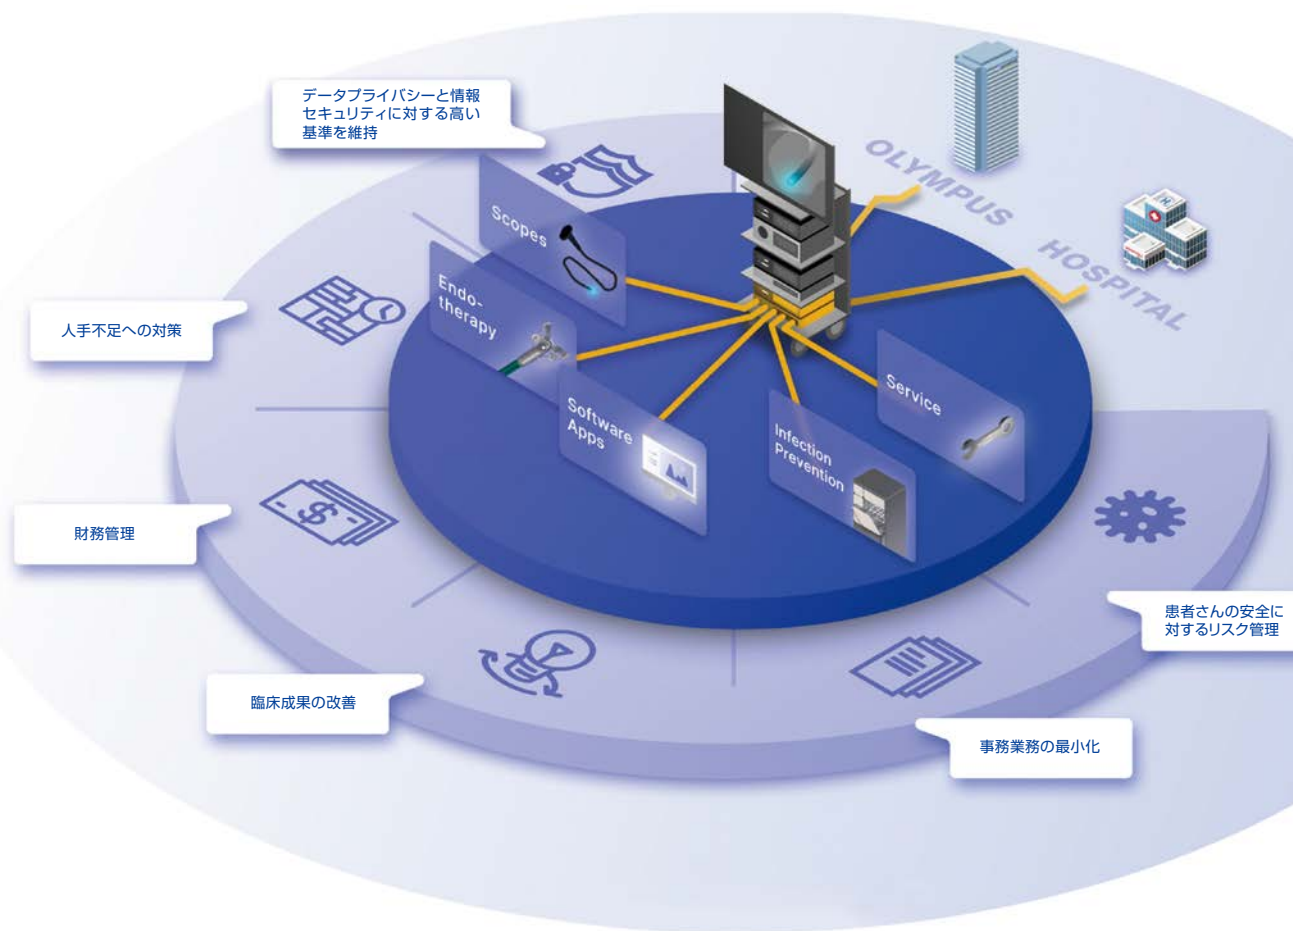 データプライバシーと情報
セキュリティに対する高い
基準を維持
OLYMPUS
HOSPITAL
H
Scopes
Endo-
therapy
人手不足への対策
Software
Apps
Service
Infection
Prevention
財務管理
患者さんの安全に
対するリスク管理
臨床成果の改善
事務業務の最小化